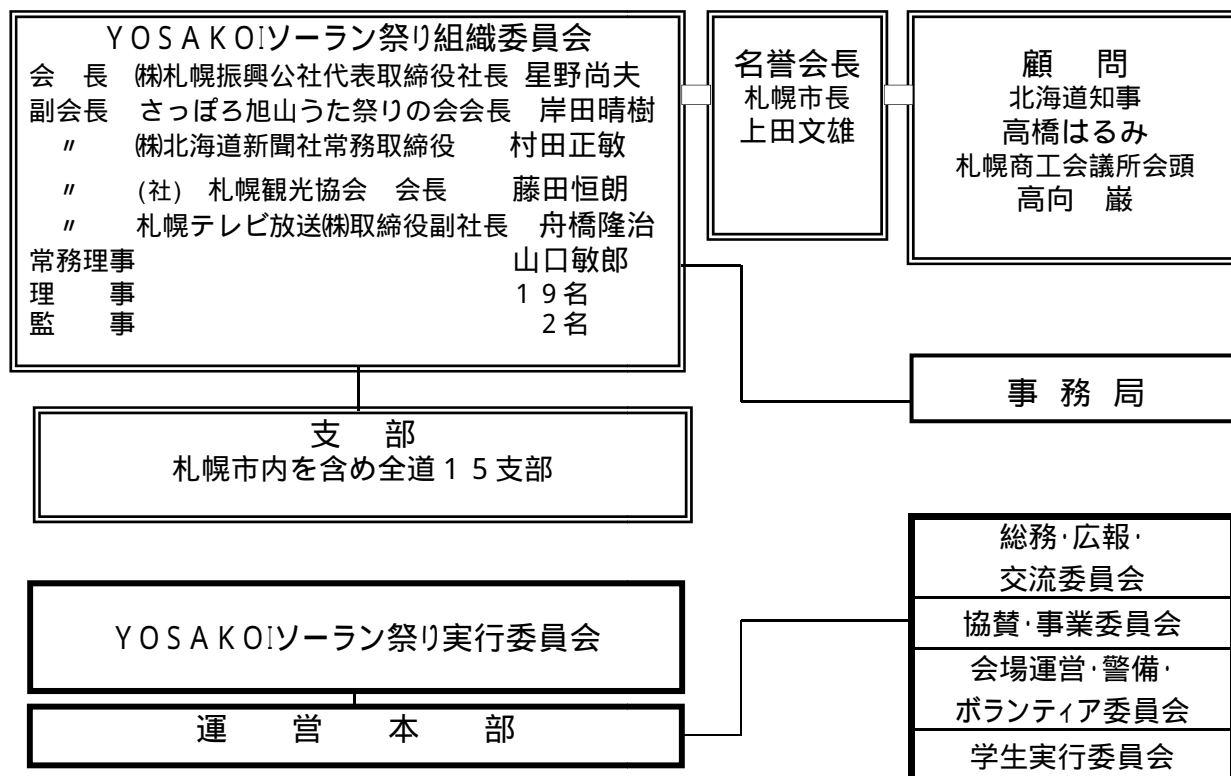 YOSAKOIソーラン祭り組織委員会
会　長　㈱札幌振興公社代表取締役社長　星野尚夫
副会長　さっぽろ旭山うた祭りの会会長　岸田晴樹
〃　㈱北海道新聞社常務取締役　村田正敏
〃　(社)　札幌観光協会　会長　藤田恒朗
〃　札幌テレビ放送㈱取締役副社長　舟橋隆治
常務理事　山口敏郎
理　事　19名
監　事　2名
名誉会長
札幌市長
上田文雄
顧　問
北海道知事
高橋はるみ
札幌商工会議所会頭
高向　巌
事 務 局
支　部
札幌市内を含め全道15支部
YOSAKOIソーラン祭り実行委員会
運　営　本　部
総務・広報・
交流委員会
協賛・事業委員会
会場運営・警備・
ボランティア委員会
学生実行委員会